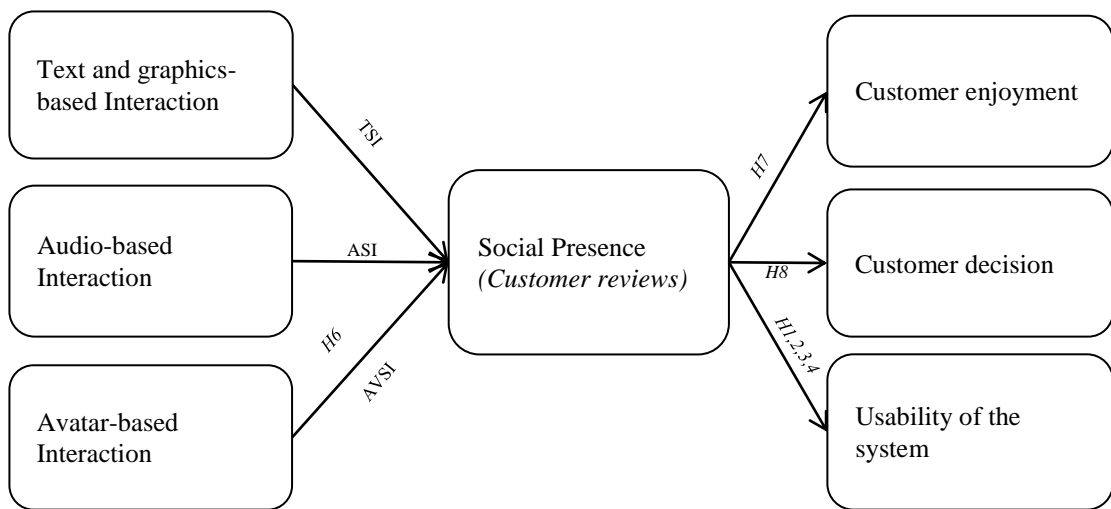 Text and graphics-
based Interaction
TSI
Audio-based
Interaction
ASI
Avatar-based
Interaction
H6
AVSI
Social Presence
(Customer reviews)
H7
H8
H1,2,3,4
Customer enjoyment
Customer decision
Usability of the
system